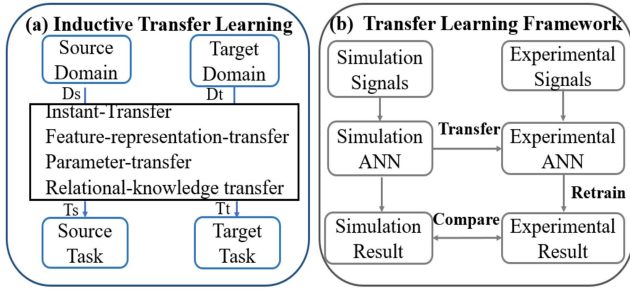 (a) Inductive Transfer Learning
Source
Domain
Target
Domain
Ds
Dt
Instant-Transfer
Feature-representation-transfer
Parameter-transfer
Relational-knowledge transfer
Ts
Tt
Source
Task
Target
Task
(b) Transfer Learning Framework
Simulation
Signals
Experimental
Signals
Simulation
ANN
Transfer
Experimental
ANN
Retrain
Simulation
Result
Compare
Experimental
Result